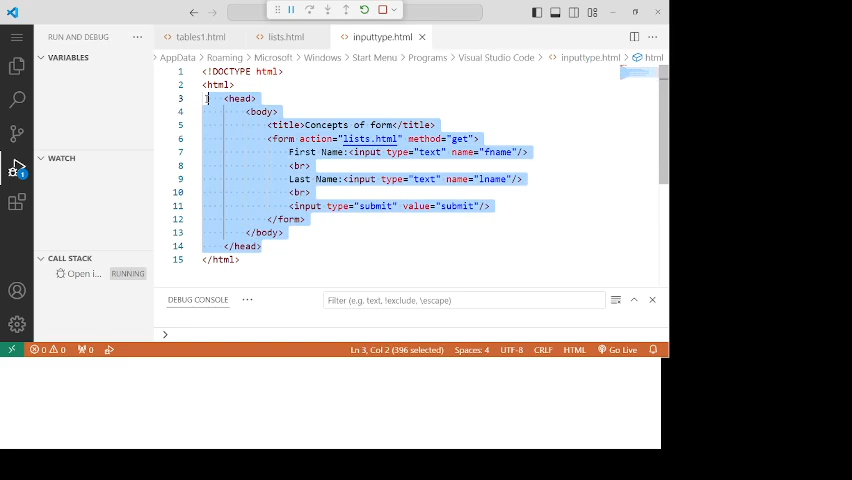 RUN AND DEBUG
tables1.html
lists.html
inputtype.html
AppData > Roaming > Microsoft > Windows > Start Menu > Programs > Visual Studio Code > inputtype.html > html
VARIABLES
1 <!DOCTYPE html>
2 <html>
3 <head>
4 <body>
5 <title>Concepts of form</title>
6 <form action="lists.html" method="get">
7 First Name:<input type="text" name="fname"/>
8 <br>
9 Last Name:<input type="text" name="lname"/>
10 <br>
11 <input type="submit" value="submit"/>
12 </form>
13 </body>
14 </head>
15 </html>
WATCH
CALL STACK
Open i... RUNNING
1
DEBUG CONSOLE
Filter (e.g. text, !exclude, \escape)
0 0 0
Ln 3, Col 2 (396 selected) Spaces: 4 UTF-8 CRLF HTML Go Live